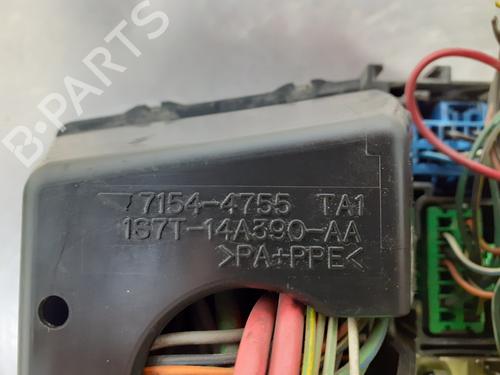 B-PARTS
7154-4755 TA1
1S7T-14A390-AA
>PA+PPE<